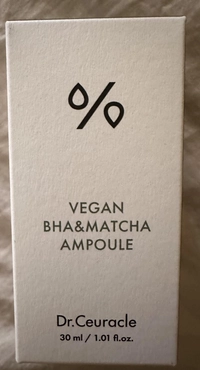 %
VEGAN
BHA&MATCHA
AMPOULE
Dr.Ceuracle
30 ml / 1.01 fl.oz.